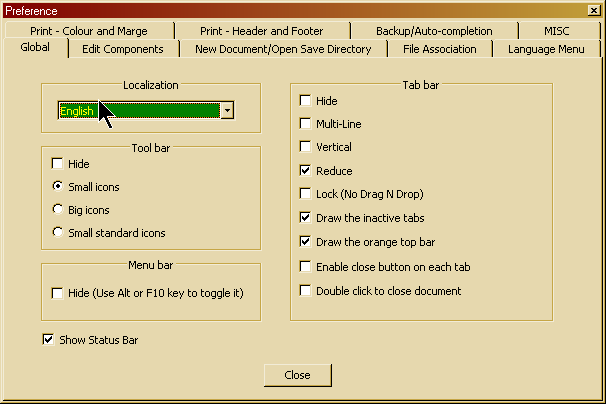 Preference
Print - Colour and Marge
Print - Header and Footer
Backup/Auto-completion
MISC
Global
Edit Components
New Document/Open Save Directory
File Association
Language Menu
Localization
English
Tool bar
Hide
Small icons
Big icons
Small standard icons
Menu bar
Hide (Use Alt or F10 key to toggle it)
Show Status Bar
Tab bar
Hide
Multi-Line
Vertical
Reduce
Lock (No Drag N Drop)
Draw the inactive tabs
Draw the orange top bar
Enable close button on each tab
Double click to close document
Close